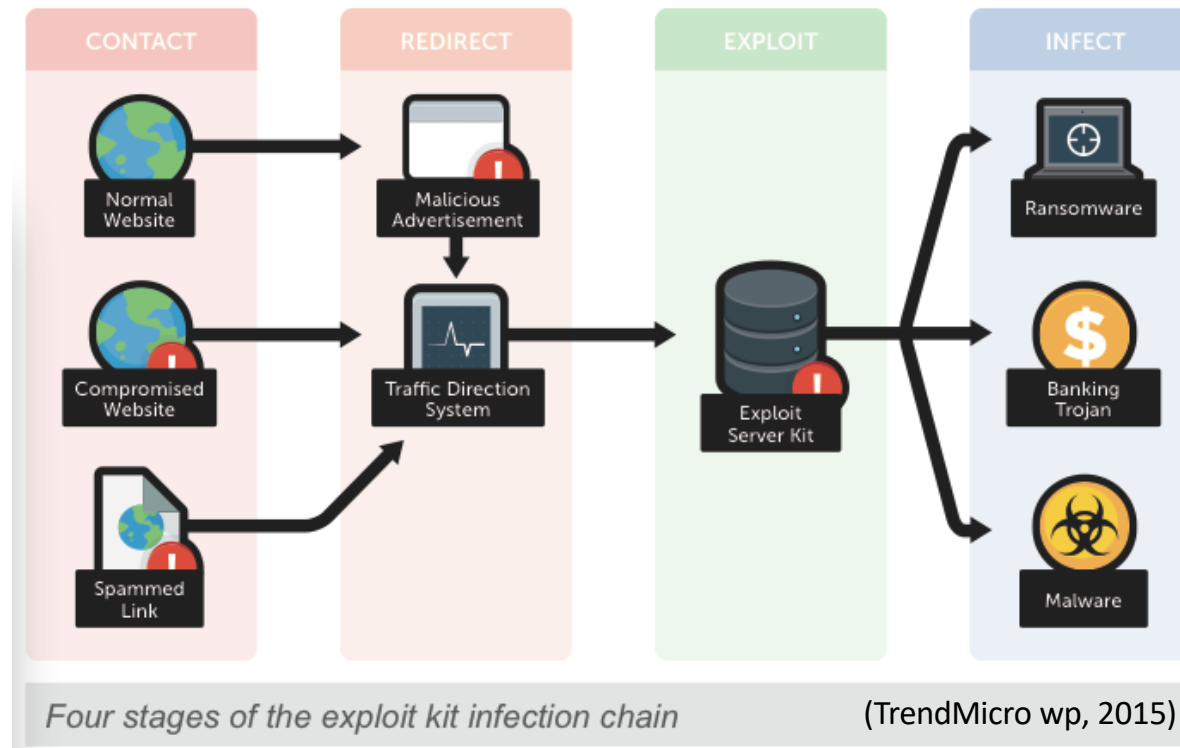 CONTACT
REDIRECT
EXPLOIT
INFECT
Normal
Website
Malicious
Advertisement
Ransomware
Compromised
Website
Traffic Direction
System
Exploit
Server Kit
$
Banking
Trojan
Spammed
Link
Malware
Four stages of the exploit kit infection chain
(TrendMicro wp, 2015)